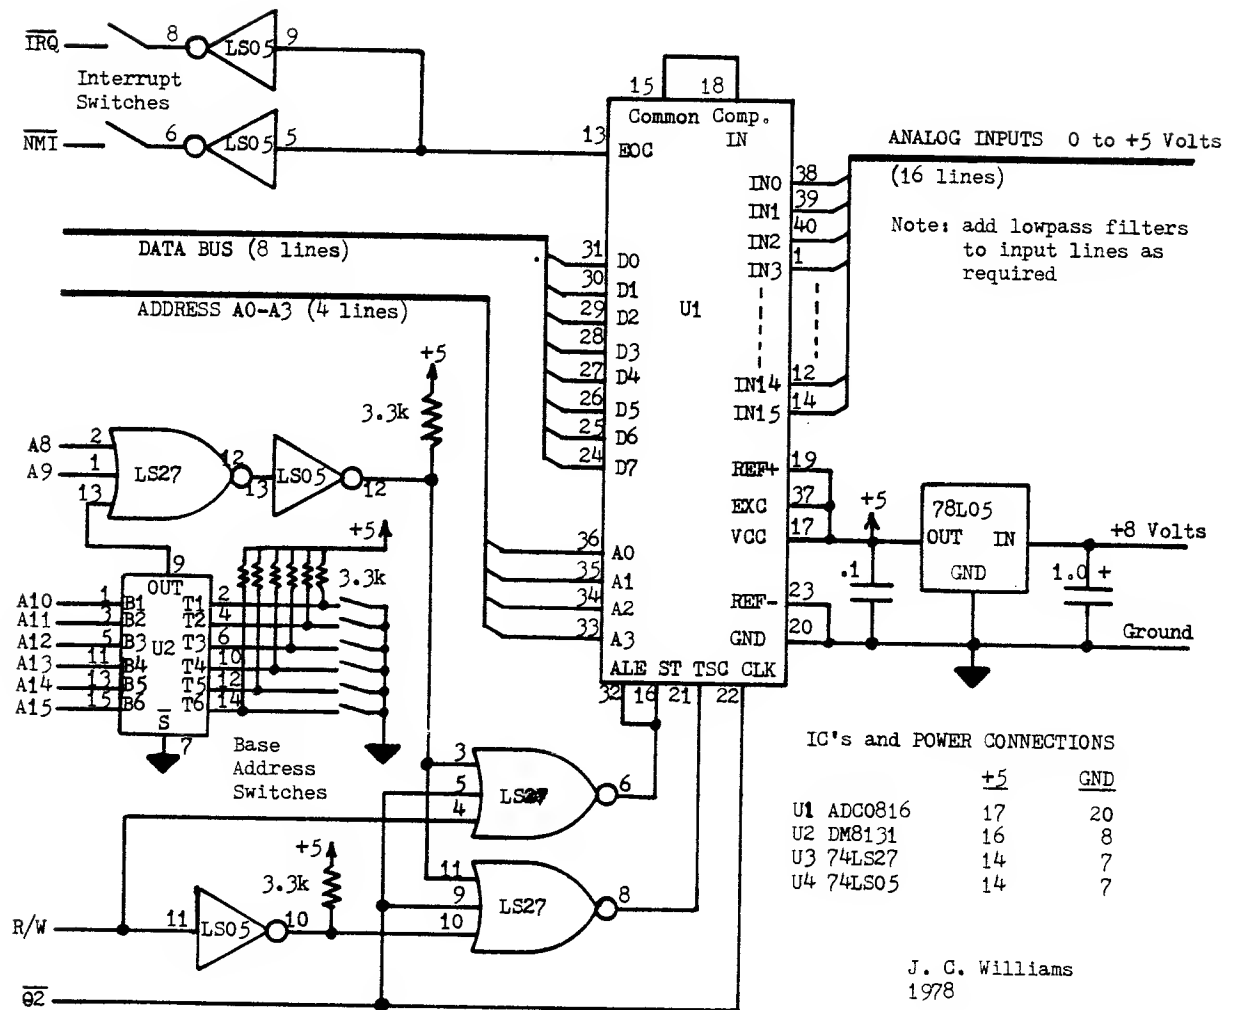 IRQ
8
LS05
9
Interrupt
Switches
NMI
6
LS05
5
15
18
Common Comp.
IN
13
EOC
ANALOG INPUTS 0 to +5 Volts
(16 lines)
Note: add lowpass filters
to input lines as
required
IN0 38
IN1 39
IN2 40
IN3 1
IN14 12
IN15 14
DATA BUS (8 lines)
31 D0
30 D1
29 D2
28 D3
27 D4
26 D5
25 D6
24 D7
U1
ADDRESS A0-A3 (4 lines)
+5
3.3k
A8 2
A9 1
13
LS27
12
13
LS05
12
REF+ 19
EXC 37
VCC 17
REF- 23
GND 20
+5
78L05
OUT IN
GND
+8 Volts
.1
1.0 +
Ground
36 A0
35 A1
34 A2
33 A3
ALE ST TSC CLK
32 16 21 22
+5
3.3k
9
OUT
A10 1 B1 T1 2
A11 3 B2 T2 4
A12 5 B3 T3 6
A13 11 B4 T4 10
A14 13 B5 T5 12
A15 15 B6 T6 14
U2
S
7
Base
Address
Switches
3
5
4
LS27
6
+5
3.3k
11
9
10
LS27
8
R/W
11
LS05
10
θ2
IC's and POWER CONNECTIONS
+5 GND
U1 ADC0816 17 20
U2 DM8131 16 8
U3 74LS27 14 7
U4 74LS05 14 7
J. C. Williams
1978